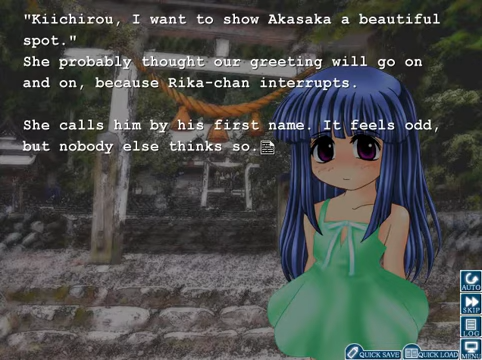 "Kiichirou, I want to show Akasaka a beautiful
spot."
She probably thought our greeting will go on
and on, because Rika-chan interrupts.
She calls him by his first name. It feels odd,
but nobody else thinks so.
AUTO
SKIP
LOG
QUICK SAVE
QUICK LOAD
MENU